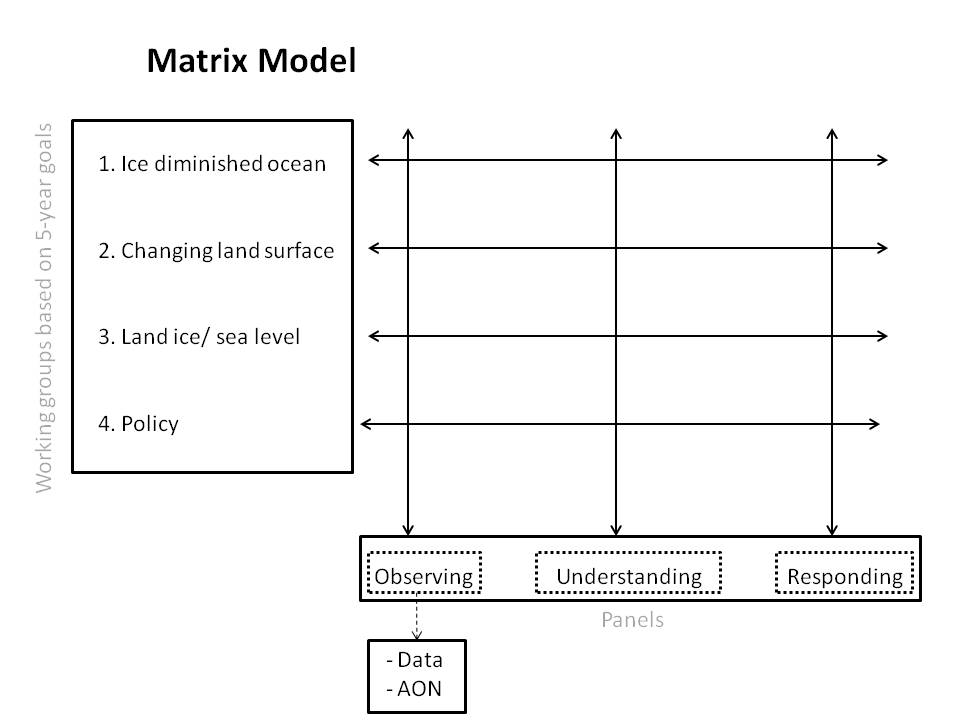 Matrix Model
Working groups based on 5-year goals
1. Ice diminished ocean
2. Changing land surface
3. Land ice/ sea level
4. Policy
Observing
Understanding
Responding
Panels
- Data
- AON